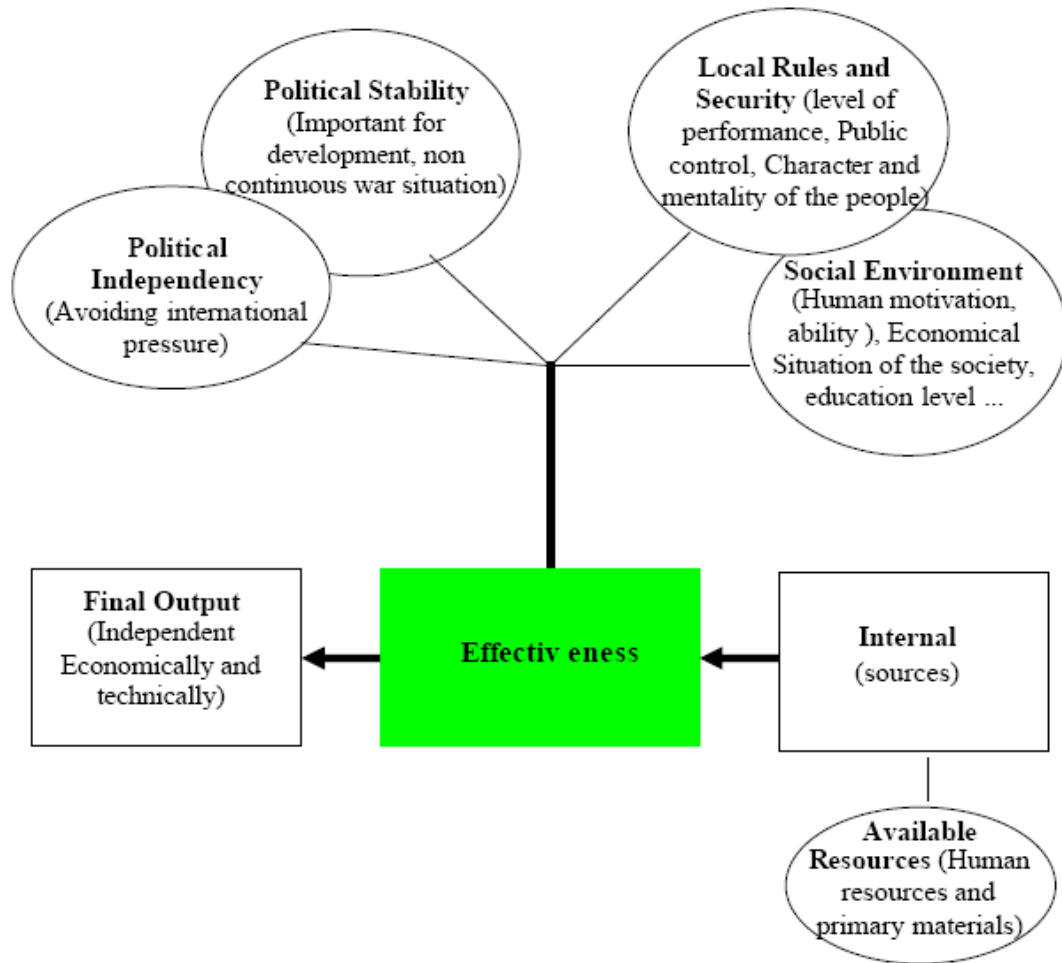 Political Stability
(Important for
development, non
continuous war situation)
Local Rules and
Security (level of
performance, Public
control, Character and
mentality of the people)
Political
Independency
(Avoiding international
pressure)
Social Environment
(Human motivation,
ability ), Economical
Situation of the society,
education level ...
Final Output
(Independent
Economically and
technically)
Effectiv eness
Internal
(sources)
Available
Resources (Human
resources and
primary materials)